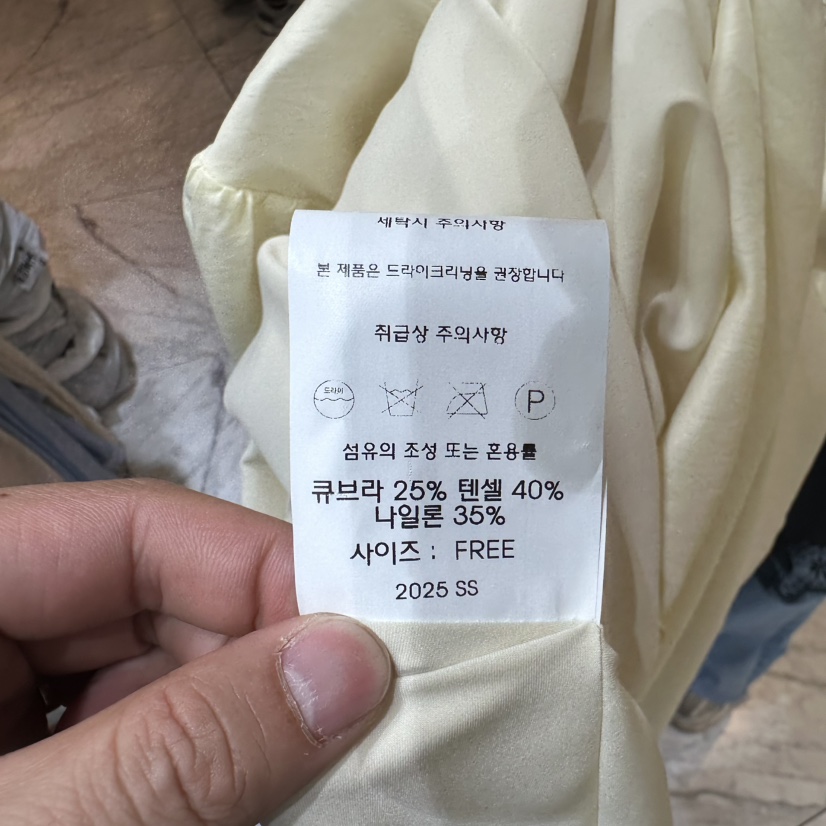 세탁시 주의사항
본 제품은 드라이크리닝을 권장합니다
취급상 주의사항
드라이 P
섬유의 조성 또는 혼용률
큐브라 25% 텐셀 40%
나일론 35%
사이즈 : FREE
2025 SS